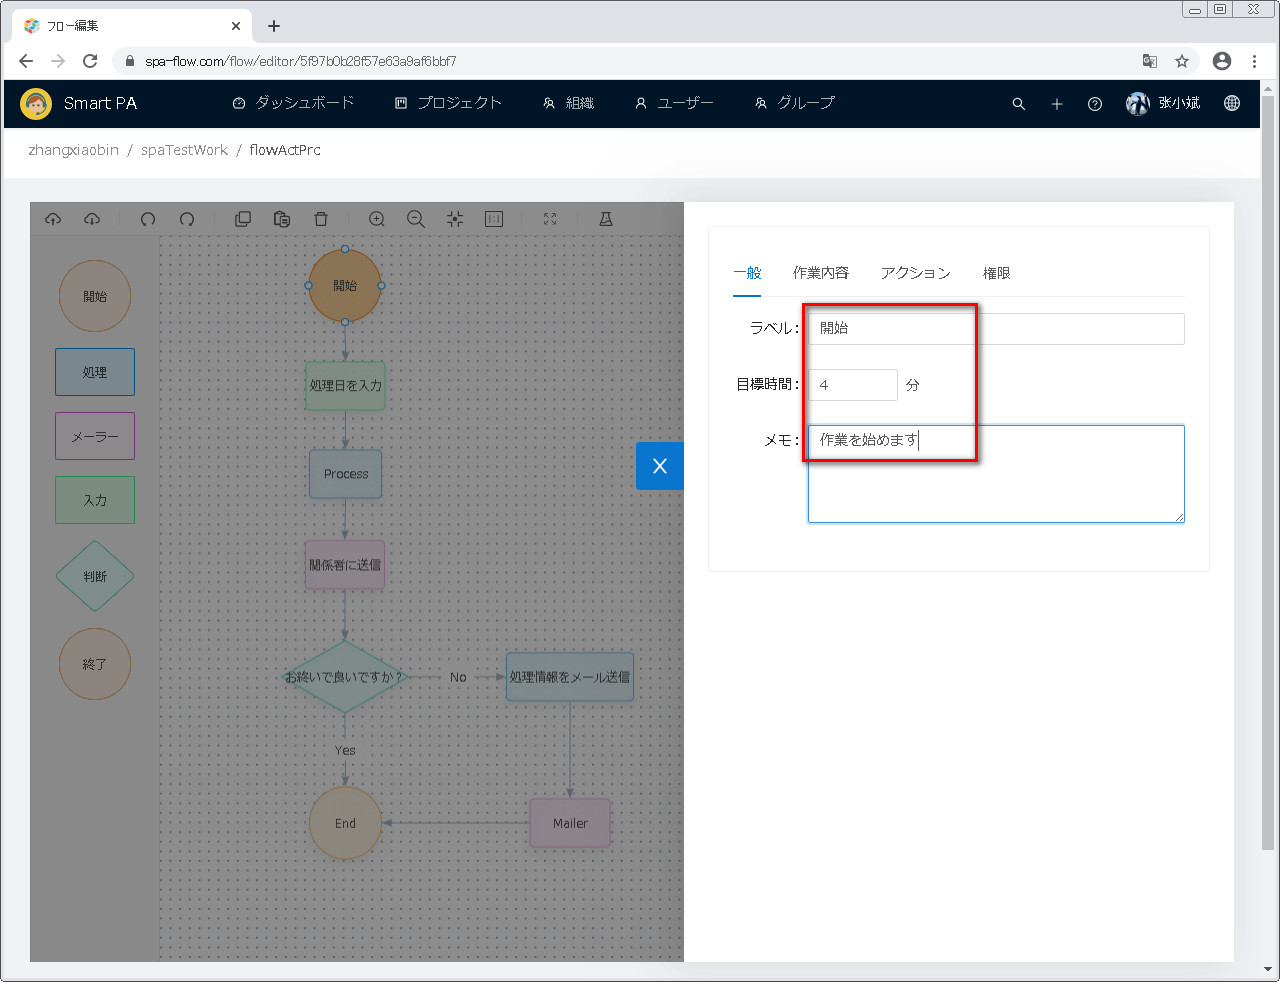 フロー編集
spa-flow.com/flow/editor/5f97b0b28f57e63a9af6bbf7
Smart PA
ダッシュボード
プロジェクト
組織
ユーザー
グループ
张小斌
zhangxiaobin / spaTestWork / flowActPro
開始
処理
メーラー
入力
判断
終了
開始
処理日を入力
Process
関係者に送信
お終いで良いですか？
No
処理情報をメール送信
Yes
End
Mailer
一般
作業内容
アクション
権限
ラベル： 開始
目標時間： 4 分
メモ： 作業を始めます